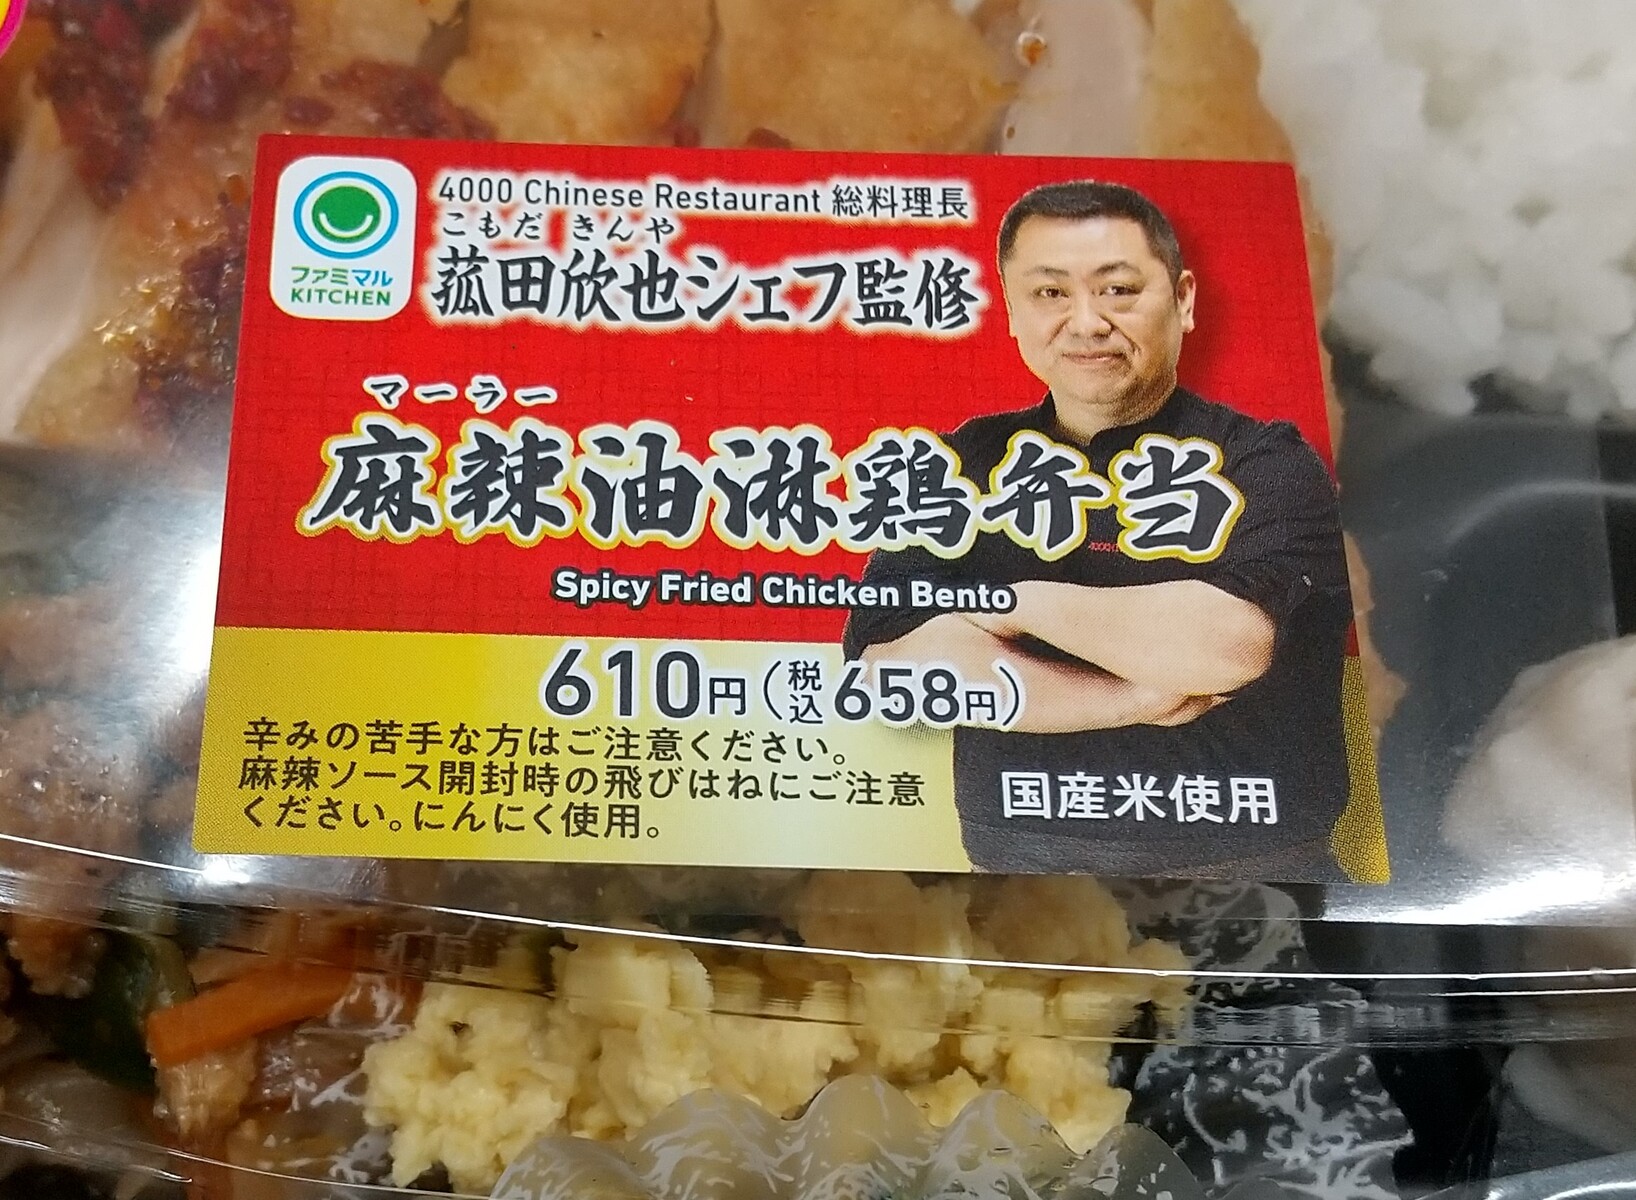 4000 Chinese Restaurant 総料理長
こもだ きんや
菰田欣也シェフ監修
ファミマル
KITCHEN
マーラー
麻辣油淋鶏弁当
Spicy Fried Chicken Bento
610円(税込658円)
辛みの苦手な方はご注意ください。
麻辣ソース開封時の飛びはねにご注意
ください。にんにく使用。
国産米使用